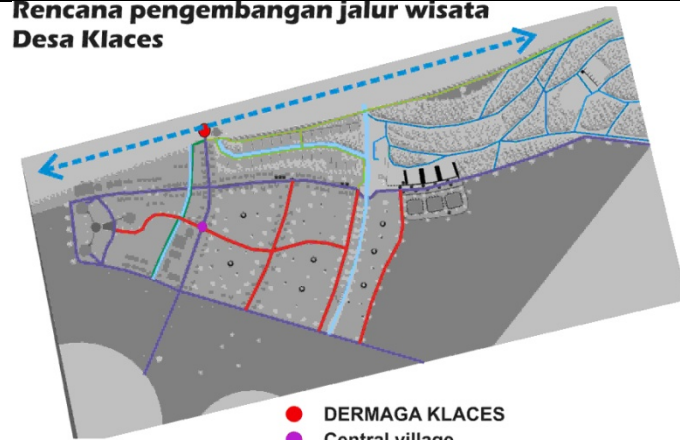 Rencana pengembangan jalur wisata
Desa Klaces
DERMAGA KLACES
Central village